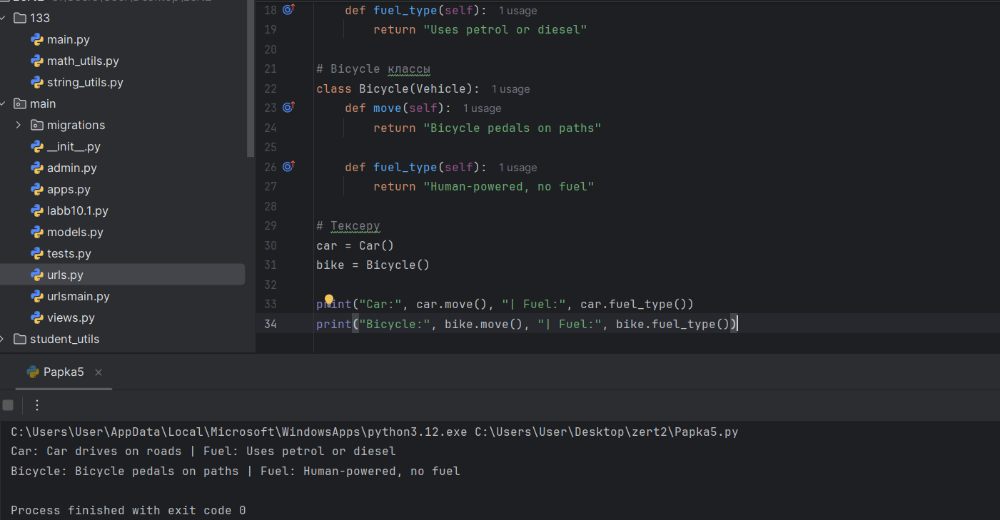 133
main.py
math_utils.py
string_utils.py
main
migrations
__init__.py
admin.py
apps.py
labb10.1.py
models.py
tests.py
urls.py
urlsmain.py
views.py
student_utils
18 def fuel_type(self): 1 usage
19 return "Uses petrol or diesel"
20
21 # Bicycle классы
22 class Bicycle(Vehicle): 1 usage
23 def move(self): 1 usage
24 return "Bicycle pedals on paths"
25
26 def fuel_type(self): 1 usage
27 return "Human-powered, no fuel"
28
29 # Тексеру
30 car = Car()
31 bike = Bicycle()
32
33 print("Car:", car.move(), "| Fuel:", car.fuel_type())
34 print("Bicycle:", bike.move(), "| Fuel:", bike.fuel_type())
Papka5
C:\Users\User\AppData\Local\Microsoft\WindowsApps\python3.12.exe C:\Users\User\Desktop\zert2\Papka5.py
Car: Car drives on roads | Fuel: Uses petrol or diesel
Bicycle: Bicycle pedals on paths | Fuel: Human-powered, no fuel
Process finished with exit code 0